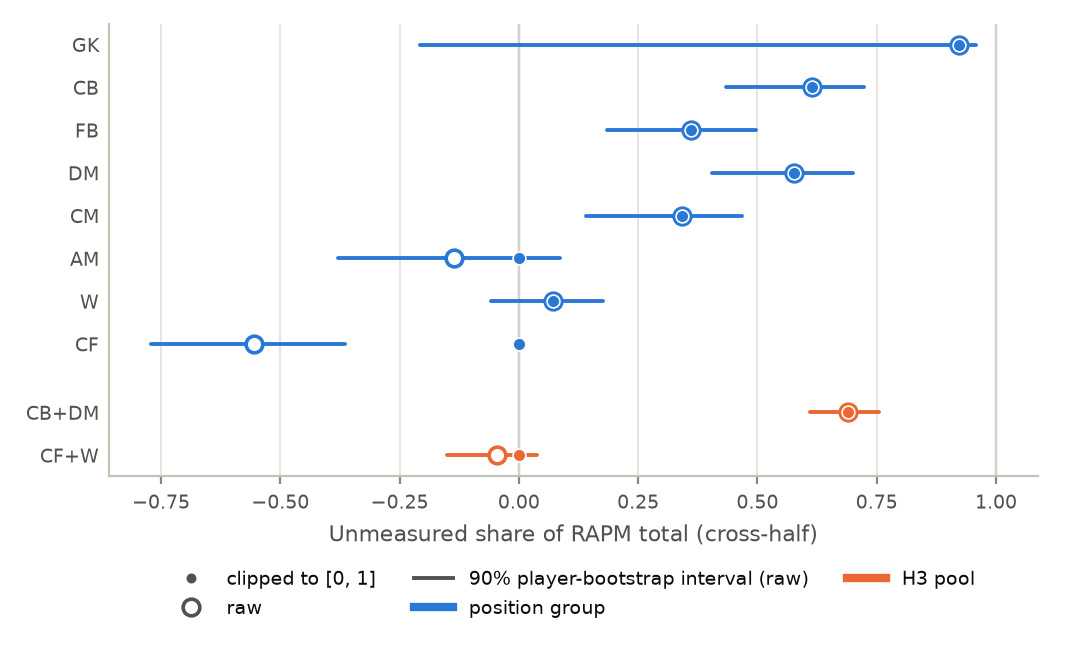 GK
CB
FB
DM
CM
AM
W
CF
CB+DM
CF+W
−0.75 −0.50 −0.25 0.00 0.25 0.50 0.75 1.00
Unmeasured share of RAPM total (cross-half)
clipped to [0, 1] 90% player-bootstrap interval (raw) H3 pool
raw position group